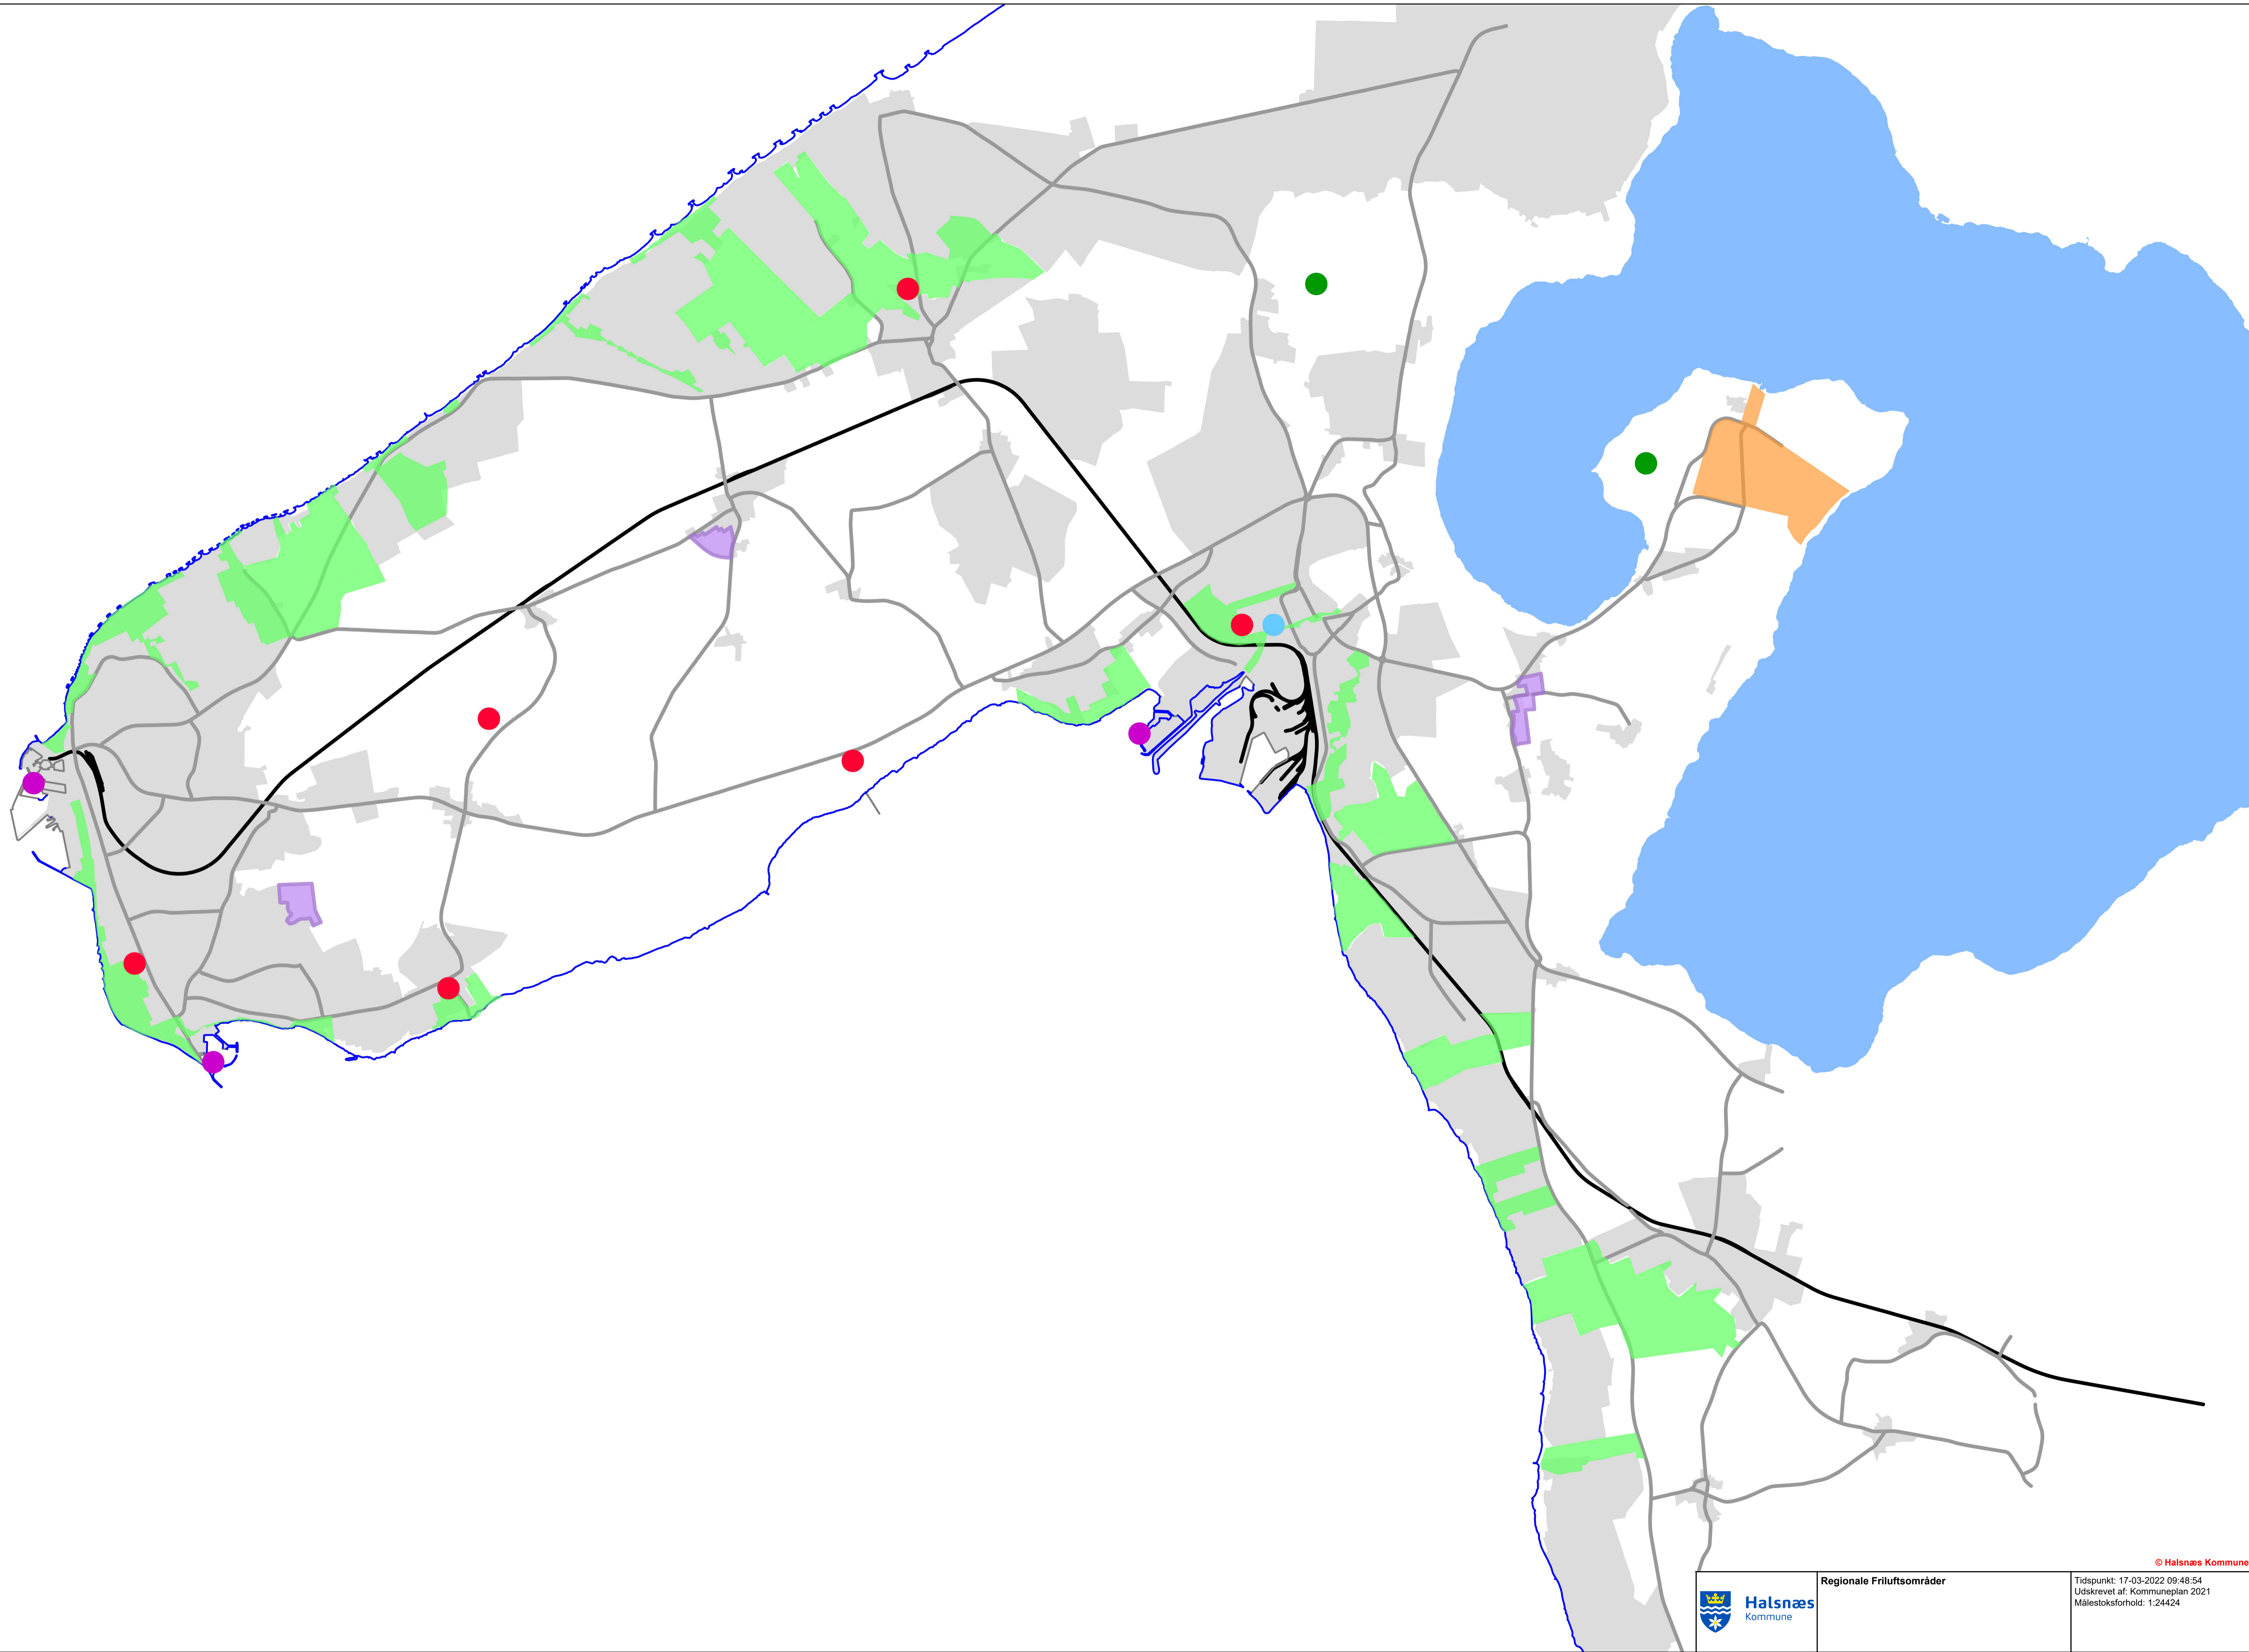 © Halsnæs Kommune
Halsnæs
Kommune
Regionale Friluftsområder
Tidspunkt: 17-03-2022 09:48:54
Udskrevet af: Kommuneplan 2021
Målestoksforhold: 1:24424